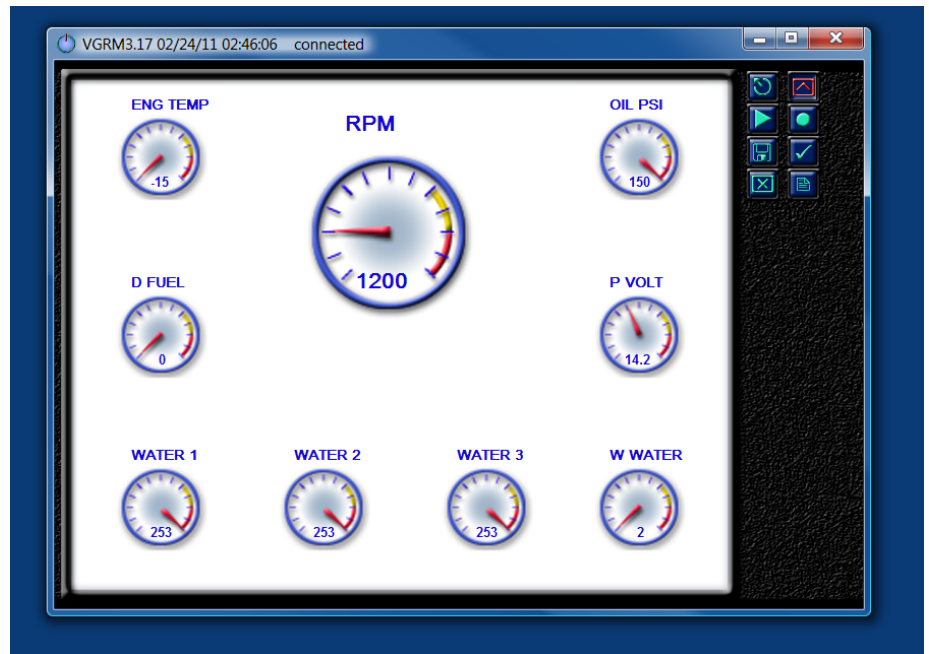 VGRM3.17 02/24/11 02:46:06 connected
ENG TEMP
-15
RPM
1200
OIL PSI
150
D FUEL
0
P VOLT
14.2
WATER 1
253
WATER 2
253
WATER 3
253
W WATER
2